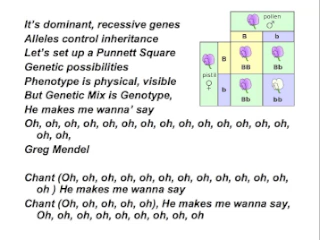 It's dominant, recessive genes
Alleles control inheritance
Let's set up a Punnett Square
Genetic possibilities
Phenotype is physical, visible
But Genetic Mix is Genotype,
He makes me wanna' say
Oh, oh, oh, oh, oh, oh, oh, oh, oh, oh, oh, oh, oh,
oh, oh,
Greg Mendel
Chant (Oh, oh, oh, oh, oh, oh, oh, oh, oh, oh, oh,
oh ) He makes me wanna say
Chant (Oh, oh, oh, oh, oh), He makes me wanna say,
Oh, oh, oh, oh, oh, oh, oh, oh, oh
pollen ♂
B b
pistil ♀
B BB Bb
b Bb bb